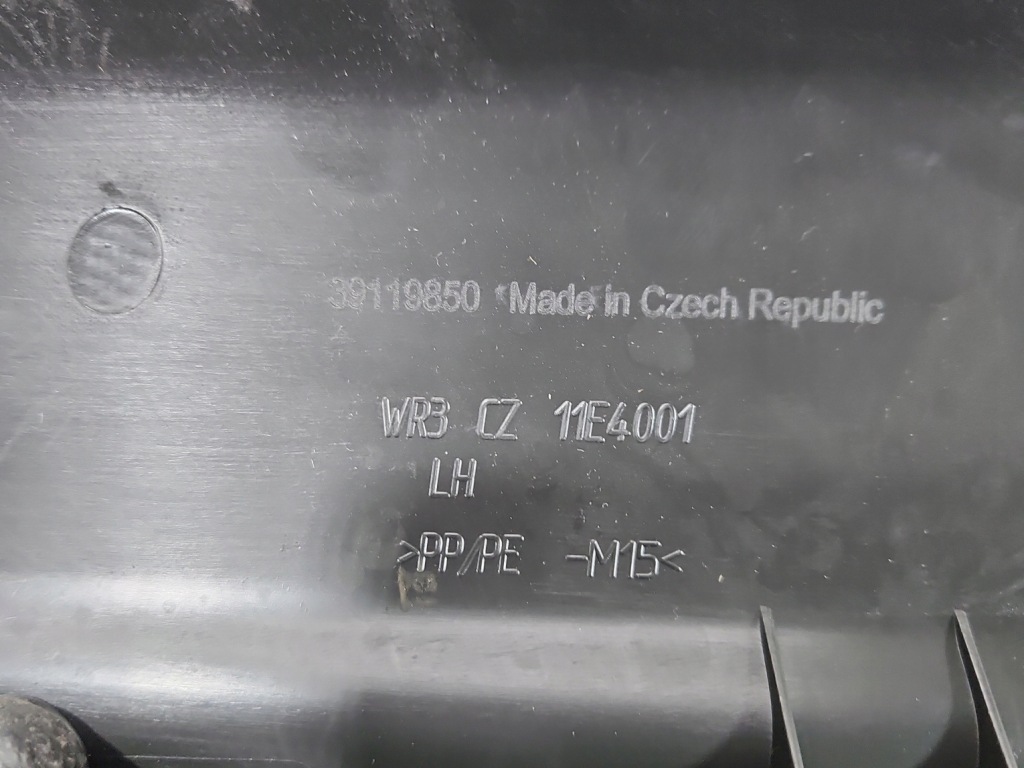 39119850 Made in Czech Republic
WR3 CZ 11E4001
LH
>PP/PE -M15<